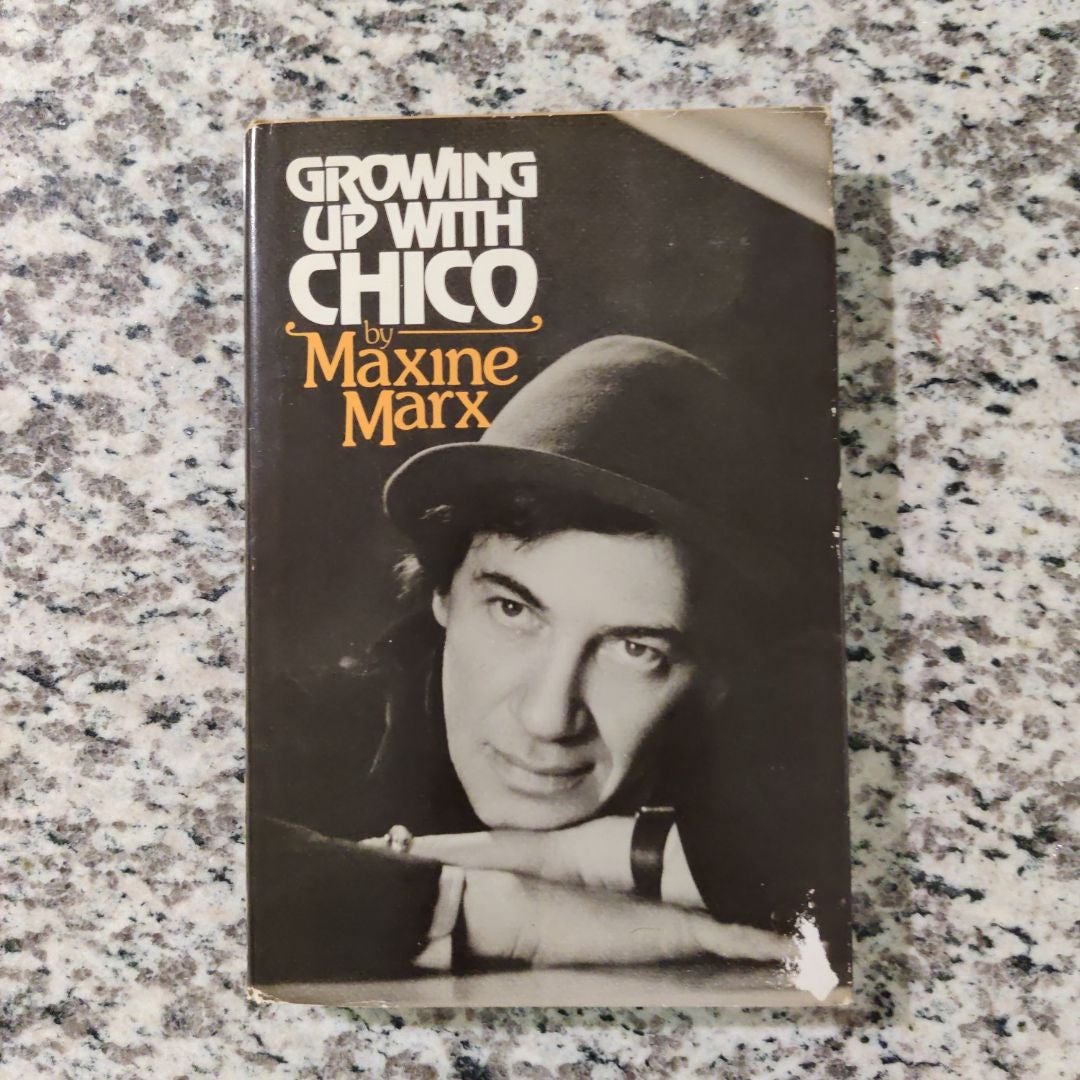 GROWING
UP WITH
CHICO
by
Maxine
Marx